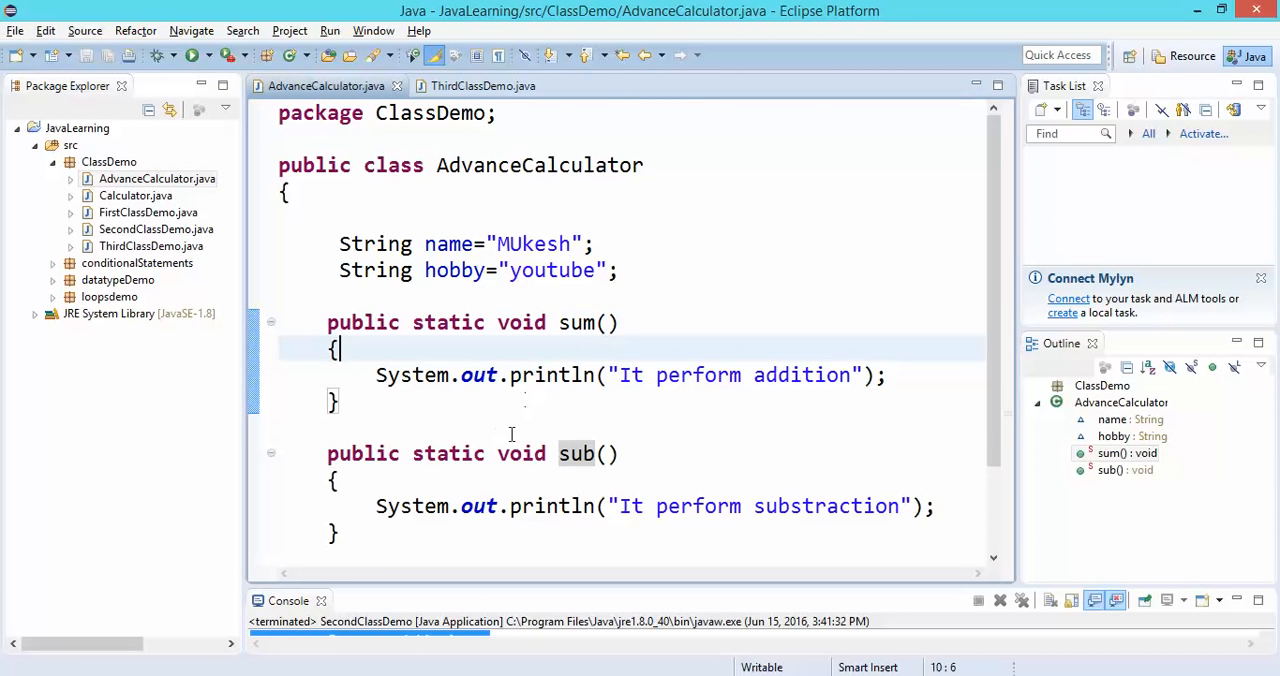 Java - JavaLearning/src/ClassDemo/AdvanceCalculator.java - Eclipse Platform
File Edit Source Refactor Navigate Search Project Run Window Help
Quick Access Resource Java
Package Explorer
JavaLearning
src
ClassDemo
AdvanceCalculator.java
Calculator.java
FirstClassDemo.java
SecondClassDemo.java
ThirdClassDemo.java
conditionalStatements
datatypeDemo
loopsdemo
JRE System Library [JavaSE-1.8]
AdvanceCalculator.java ThirdClassDemo.java
package ClassDemo;
public class AdvanceCalculator
{
String name="MUkesh";
String hobby="youtube";
public static void sum()
{
System.out.println("It perform addition");
}
public static void sub()
{
System.out.println("It perform substraction");
}
Task List
Find All Activate...
Connect Mylyn
Connect to your task and ALM tools or
create a local task.
Outline
ClassDemo
AdvanceCalculator
name : String
hobby : String
sum() : void
sub() : void
Console
<terminated> SecondClassDemo [Java Application] C:\Program Files\Java\jre1.8.0_40\bin\javaw.exe (Jun 15, 2016, 3:41:32 PM)
Writable Smart Insert 10 : 6